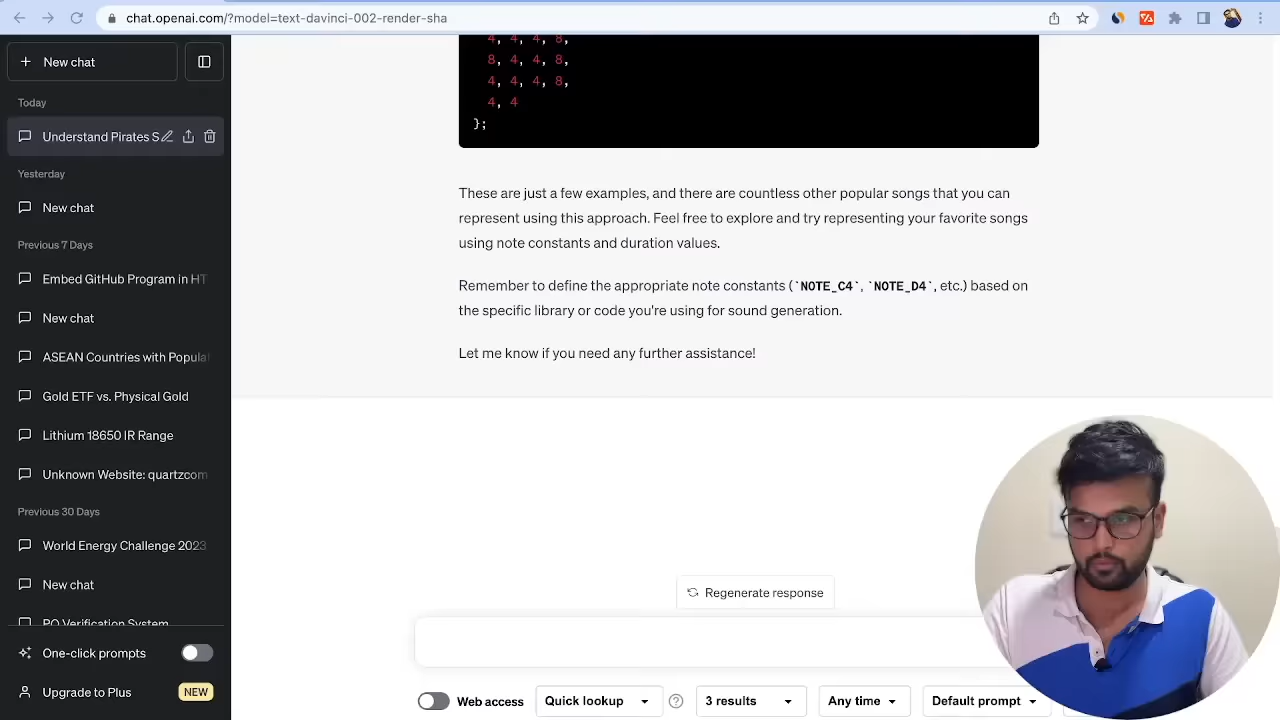 chat.openai.com/?model=text-davinci-002-render-sha
New chat
Today
Understand Pirates S
Yesterday
New chat
Previous 7 Days
Embed GitHub Program in HT
New chat
ASEAN Countries with Popula
Gold ETF vs. Physical Gold
Lithium 18650 IR Range
Unknown Website: quartzcom
Previous 30 Days
World Energy Challenge 2023
New chat
PO Verification System
One-click prompts
Upgrade to Plus NEW
4, 4, 4, 8,
8, 4, 4, 8,
4, 4, 4, 8,
4, 4
};
These are just a few examples, and there are countless other popular songs that you can
represent using this approach. Feel free to explore and try representing your favorite songs
using note constants and duration values.
Remember to define the appropriate note constants (`NOTE_C4`, `NOTE_D4`, etc.) based on
the specific library or code you're using for sound generation.
Let me know if you need any further assistance!
Regenerate response
Web access Quick lookup ? 3 results Any time Default prompt